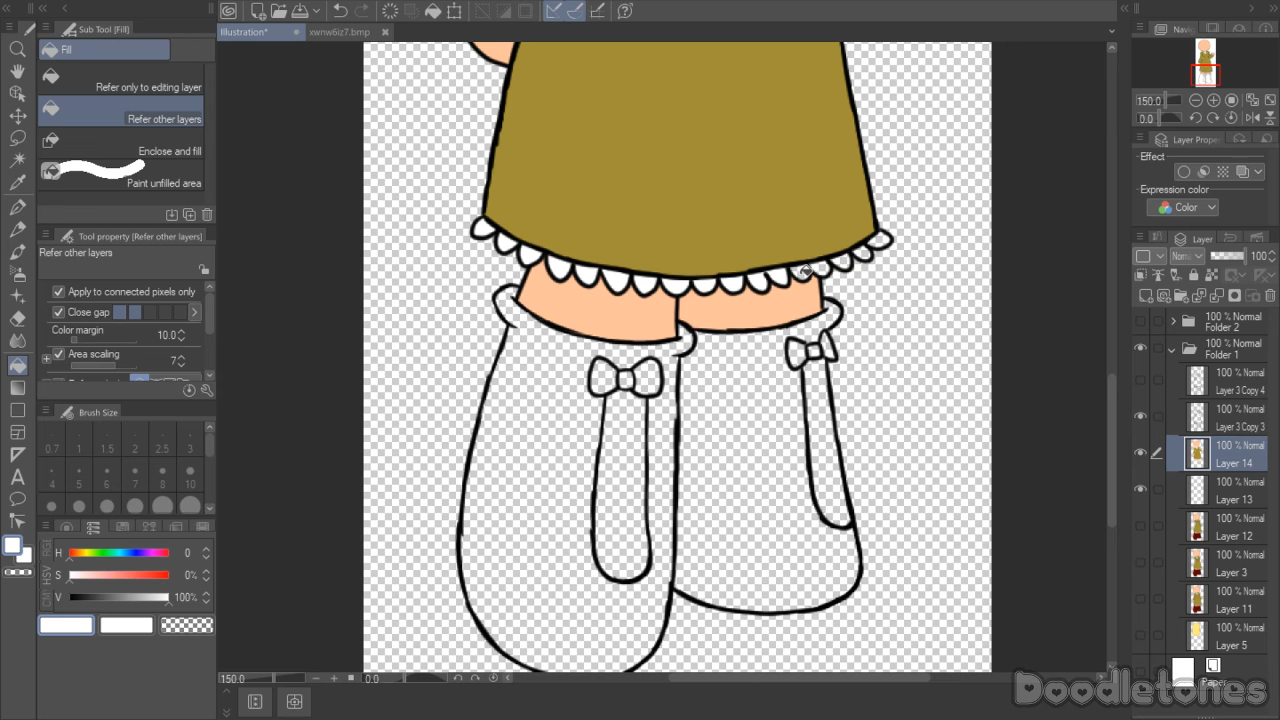 Sub Tool [Fill]
Fill
Refer only to editing layer
Refer other layers
Enclose and fill
Paint unfilled area
Tool property [Refer other layers]
Refer other layers
Apply to connected pixels only
Close gap
Color margin
10.0
Area scaling
7
Brush Size
0.7 1 1.5 2 2.5 3
4 5 6 7 8 10
H 0
S 0%
V 100%
RGB
HSV
Illustration*
xwnw6iz7.bmp
150.0
0.0
150.0
0.0
Layer Proper
Effect
Expression color
Color
Layer
100
100 % Normal
Folder 2
100 % Normal
Folder 1
100 % Normal
Layer 3 Copy 4
100 % Normal
Layer 3 Copy 3
100 % Normal
Layer 14
100 % Normal
Layer 13
100 % Normal
Layer 12
100 % Normal
Layer 3
100 % Normal
Layer 11
100 % Normal
Layer 5
Paper
Doodletones